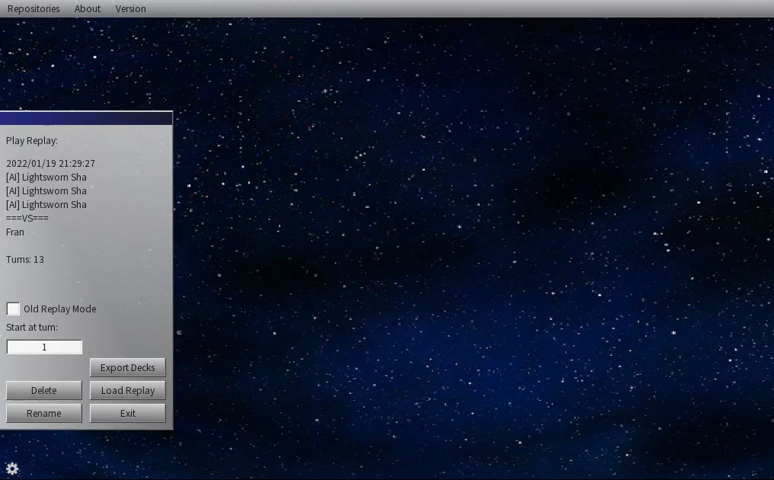 Repositories About Version
Play Replay:
2022/01/19 21:29:27
[AI] Lightsworn Sha
[AI] Lightsworn Sha
[AI] Lightsworn Sha
===VS===
Fran
Turns: 13
Old Replay Mode
Start at turn:
1
Export Decks
Delete Load Replay
Rename Exit